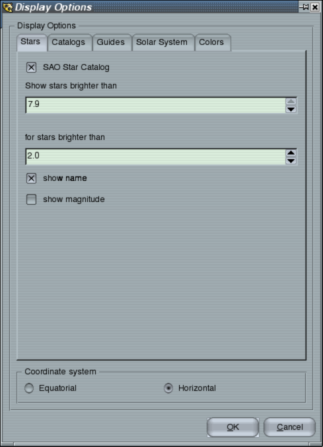 Display Options
Display Options
Stars Catalogs Guides Solar System Colors
SAO Star Catalog
Show stars brighter than
7.9
for stars brighter than
2.0
show name
show magnitude
Coordinate system
Equatorial Horizontal
OK Cancel